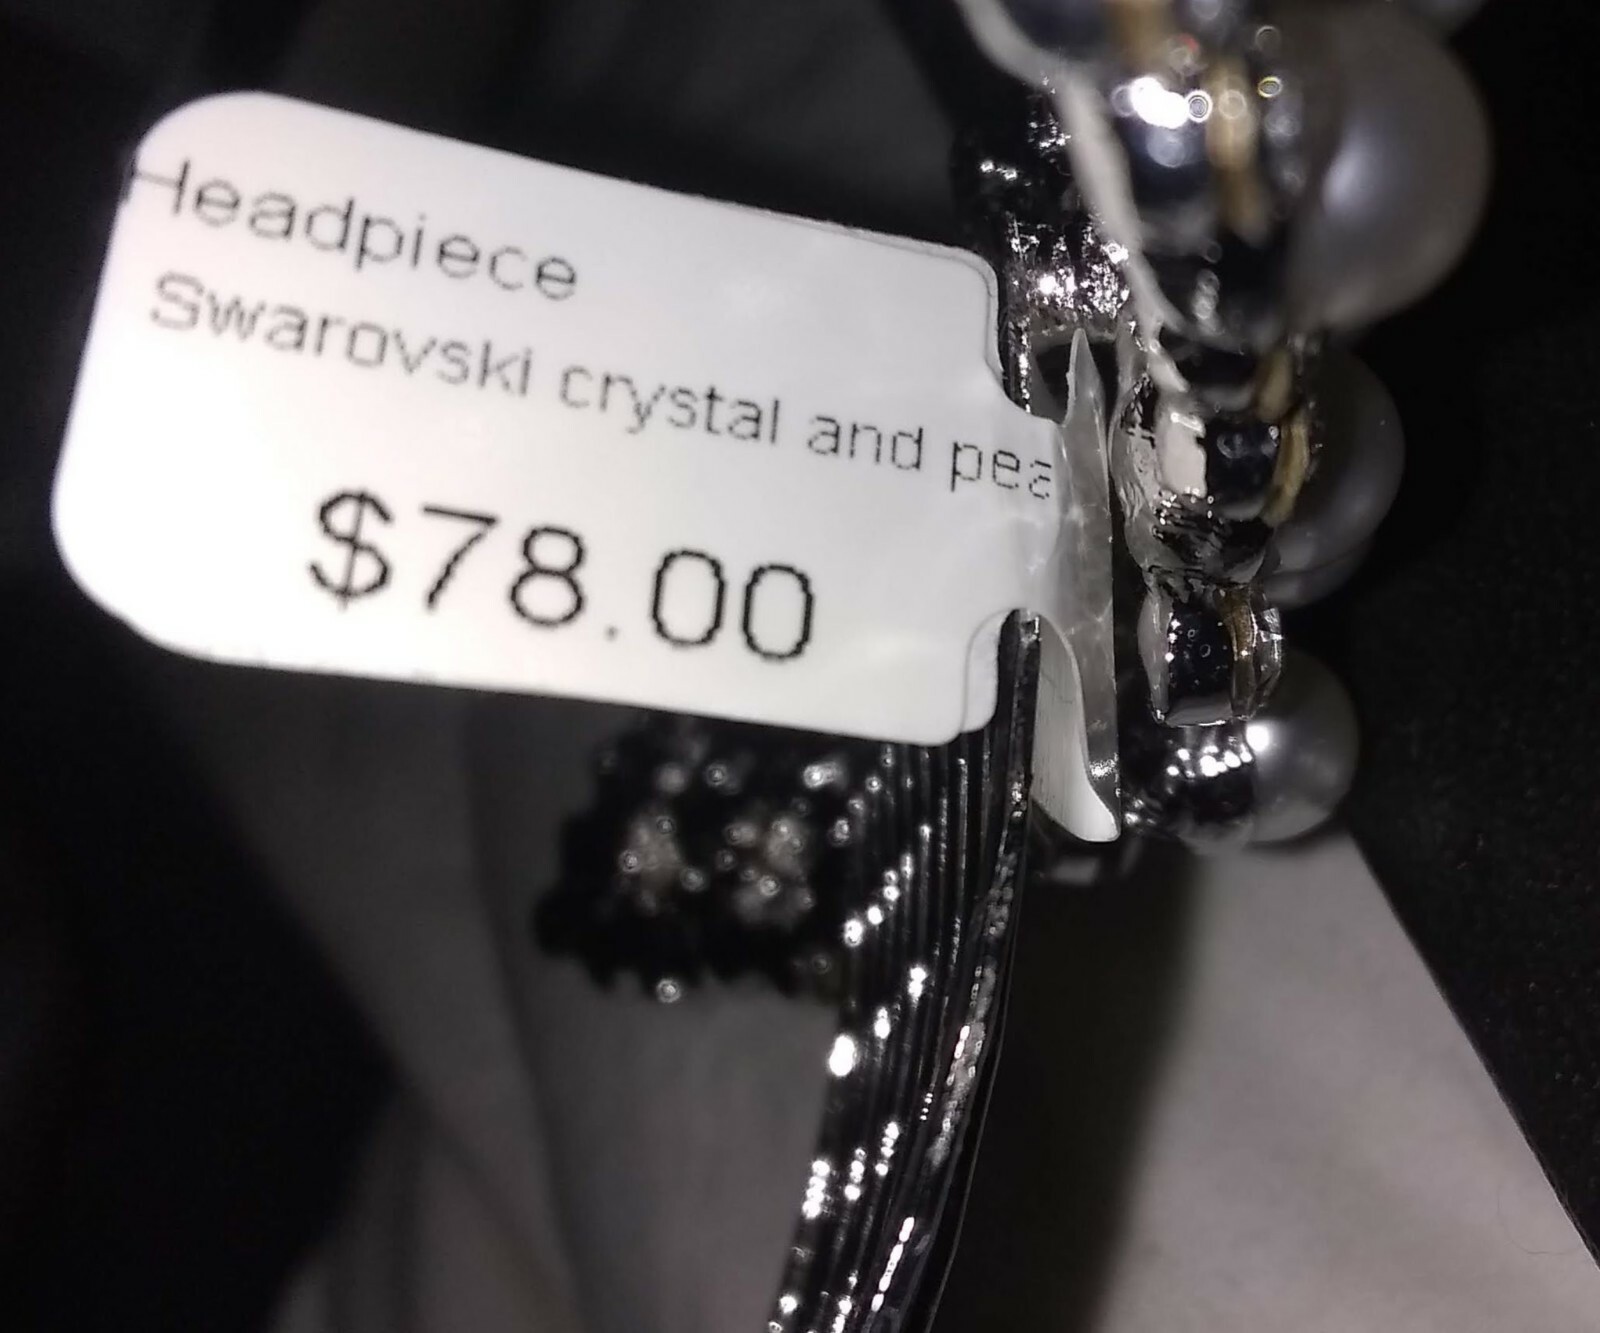 Headpiece
Swarovski crystal and pea
$78.00